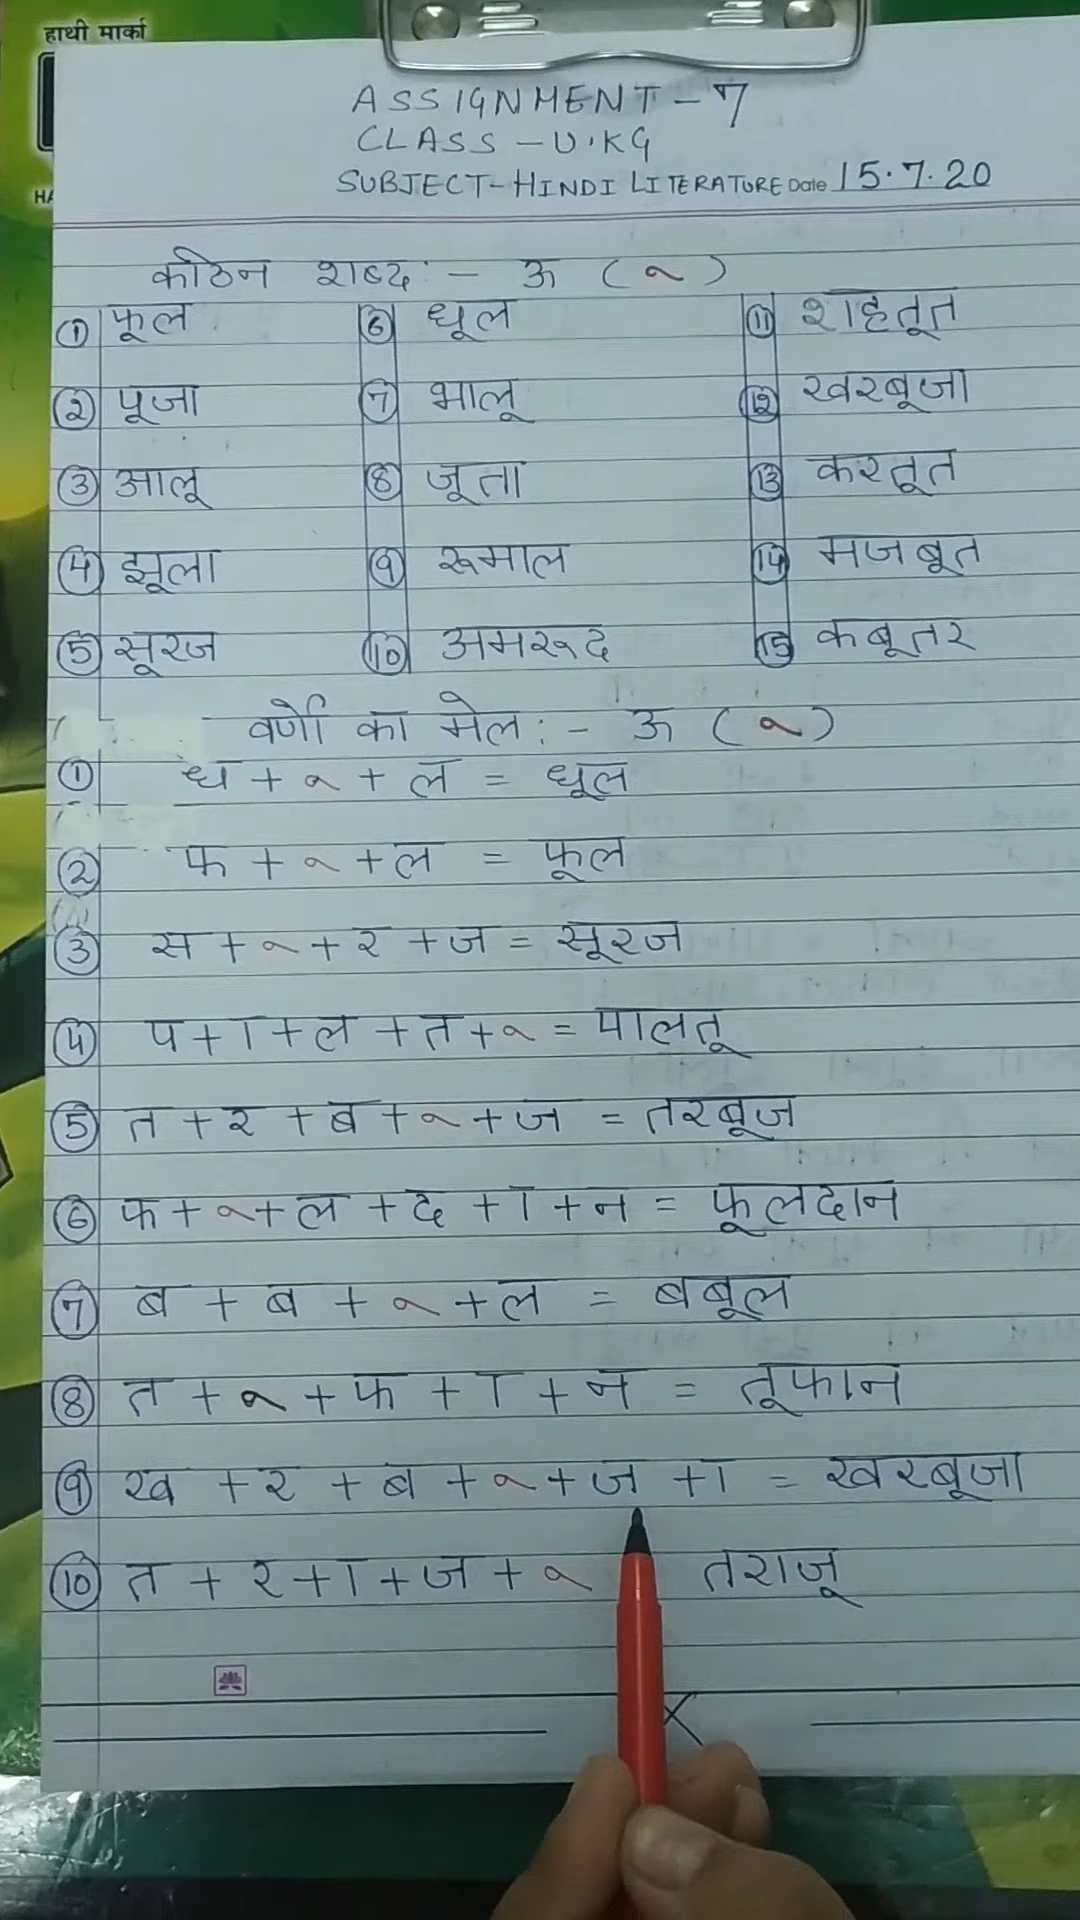 हाथी मार्का
HA
ASSIGNMENT - 7
CLASS - U.KG
SUBJECT- HINDI LITERATURE Date 15.7.20
कठिन शब्द :- ऊ ( ू )
① फूल ⑥ धूल ⑪ शहतूत
② पूजा ⑦ भालू ⑫ खरबूजा
③ आलू ⑧ जूता ⑬ करतूत
④ झूला ⑨ रूमाल ⑭ मजबूत
⑤ सूरज ⑩ अमरूद ⑮ कबूतर
वर्णो का मेल :- ऊ ( ू )
① ध + ू + ल = धूल
② फ + ू + ल = फूल
③ स + ू + र + ज = सूरज
④ प + ा + ल + त + ू = पालतू
⑤ त + र + ब + ू + ज = तरबूज
⑥ फ + ू + ल + द + ा + न = फूलदान
⑦ ब + ब + ू + ल = बबूल
⑧ त + ू + फ + ा + न = तूफान
⑨ ख + र + ब + ू + ज + ा = खरबूजा
⑩ त + र + ा + ज + ू तराजू
X